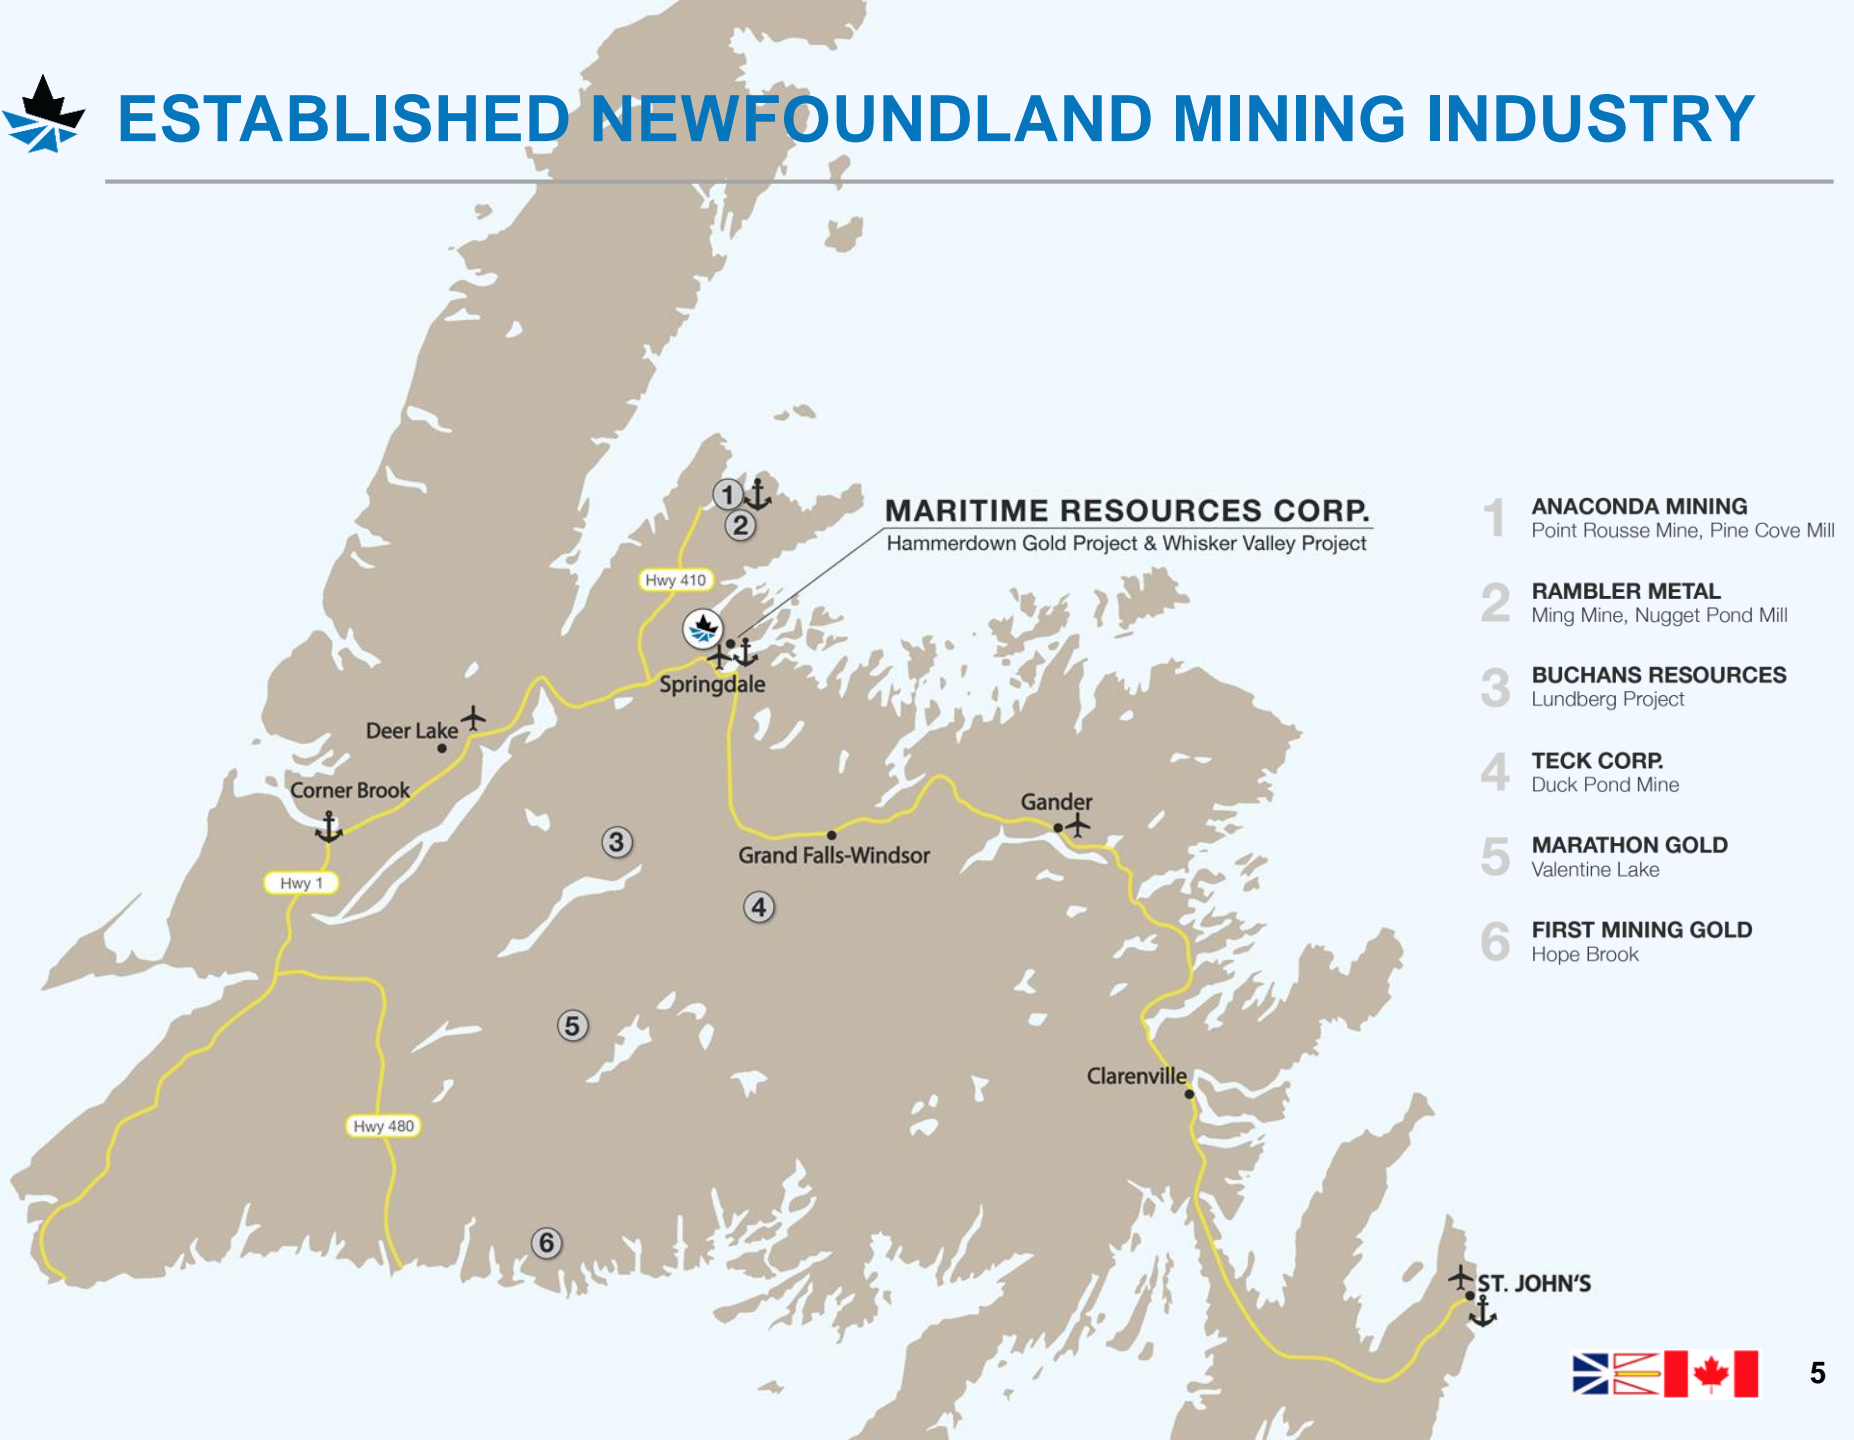 ESTABLISHED NEWFOUNDLAND MINING INDUSTRY
1
2
MARITIME RESOURCES CORP.
Hammerdown Gold Project & Whisker Valley Project
Hwy 410
Springdale
Deer Lake
Corner Brook
Gander
3
Grand Falls-Windsor
Hwy 1
4
5
Clarenville
Hwy 480
6
ST. JOHN'S
1 ANACONDA MINING
Point Rousse Mine, Pine Cove Mill
2 RAMBLER METAL
Ming Mine, Nugget Pond Mill
3 BUCHANS RESOURCES
Lundberg Project
4 TECK CORP.
Duck Pond Mine
5 MARATHON GOLD
Valentine Lake
6 FIRST MINING GOLD
Hope Brook
5